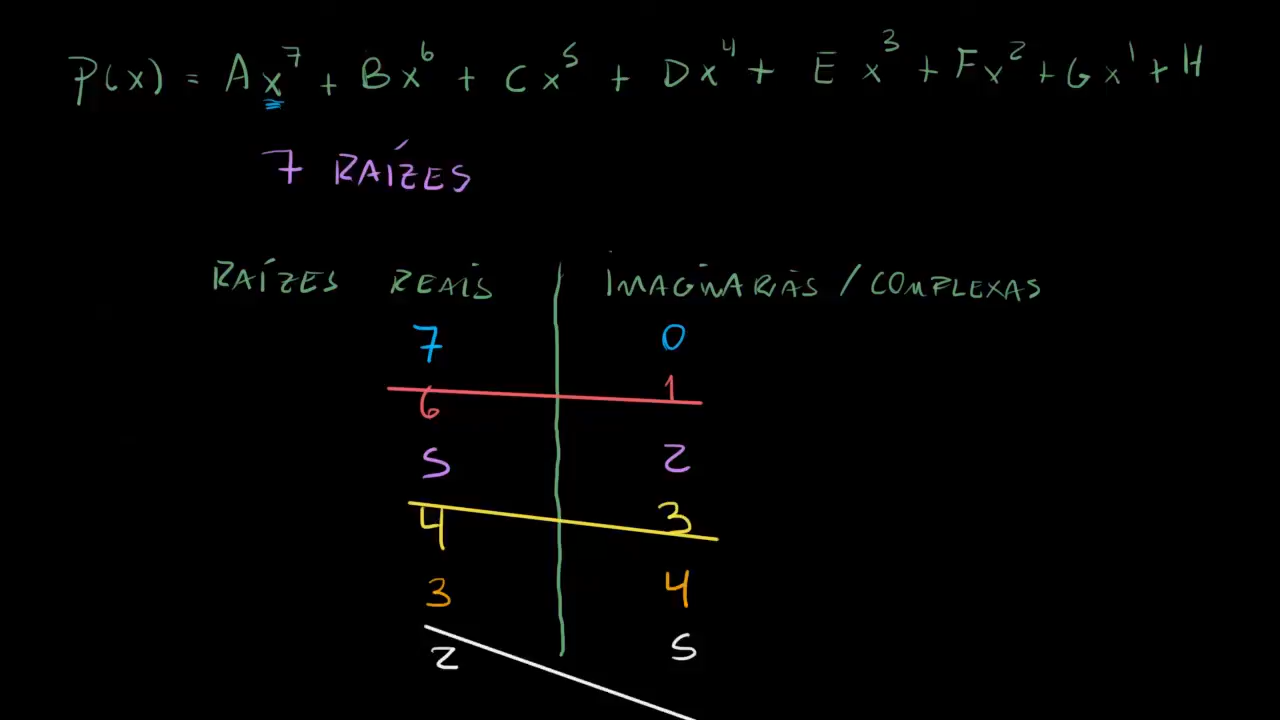 P(x) = Ax⁷ + Bx⁶ + Cx⁵ + Dx⁴ + Ex³ + Fx² + Gx¹ + H
7 RAÍZES
RAÍZES REAIS IMAGINARIAS / COMPLEXAS
7 0
6 1
5 2
4 3
3 4
2 5